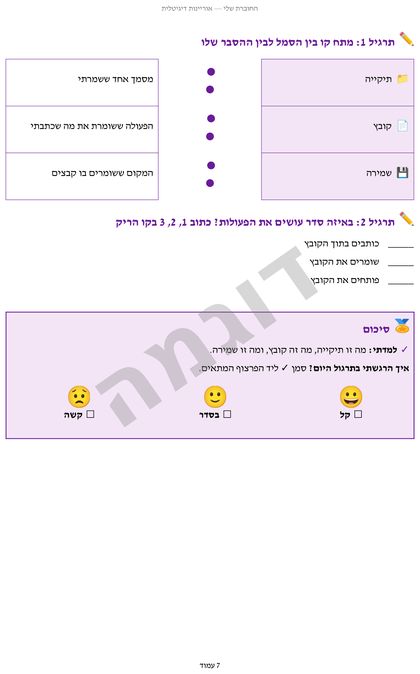 החוברת שלי — אוריינות דיגיטלית
תרגיל 1: מתח קו בין הסמל לבין ההסבר שלו
תיקייה
מסמך אחד ששמרתי
קובץ
הפעולה ששומרת את מה שכתבתי
שמירה
המקום ששומרים בו קבצים
תרגיל 2: באיזה סדר עושים את הפעולות? כתוב 1, 2, 3 בקו הריק
_____ כותבים בתוך הקובץ
_____ שומרים את הקובץ
_____ פותחים את הקובץ
סיכום
✓ למדתי: מה זו תיקייה, מה זה קובץ, ומה זו שמירה.
איך הרגשתי בתרגול היום? סמן ✓ ליד הפרצוף המתאים.
☐ קל
☐ בסדר
☐ קשה
דוגמה
7 עמוד